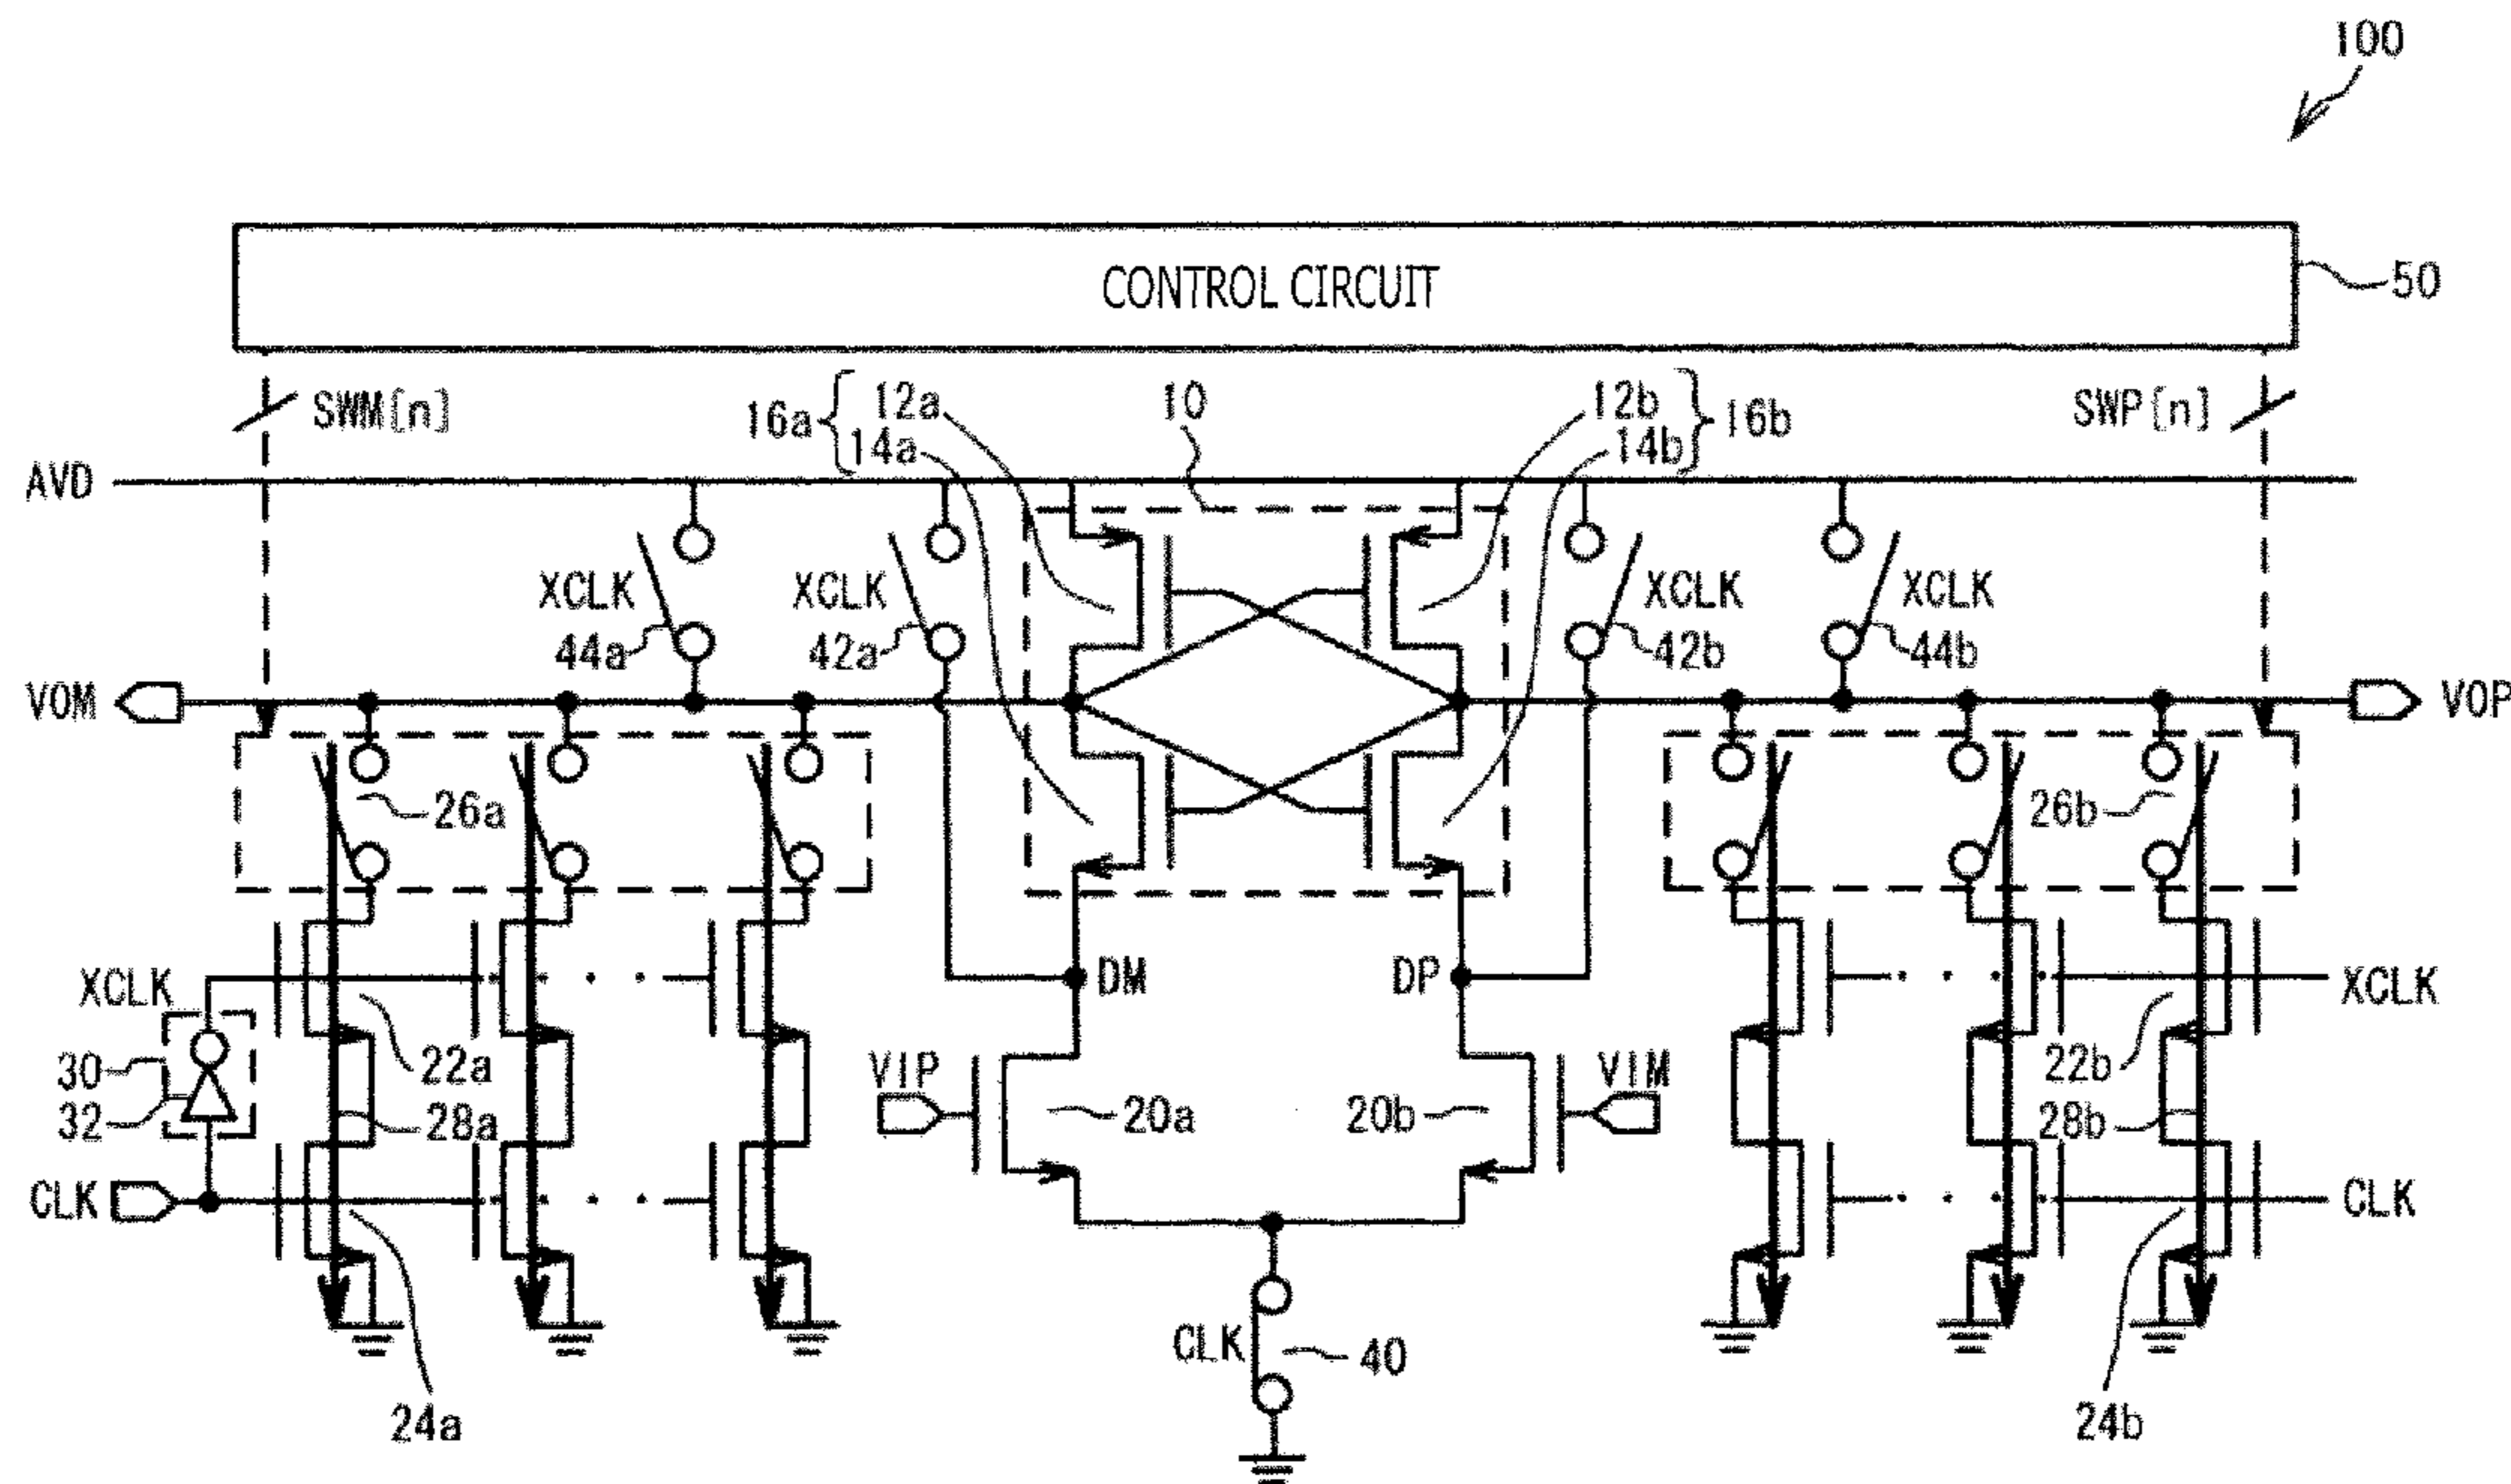 100
CONTROL CIRCUIT
50
SWM[n]
16a
12a
14a
10
12b
14b
16b
SWP[n]
AVD
XCLK
44a
XCLK
42a
XCLK
42b
XCLK
44b
VOM
VOP
26a
26b
XCLK
DM
DP
XCLK
30
32
22a
28a
VIP
20a
20b
VIM
22b
28b
CLK
CLK
24a
CLK
40
24b